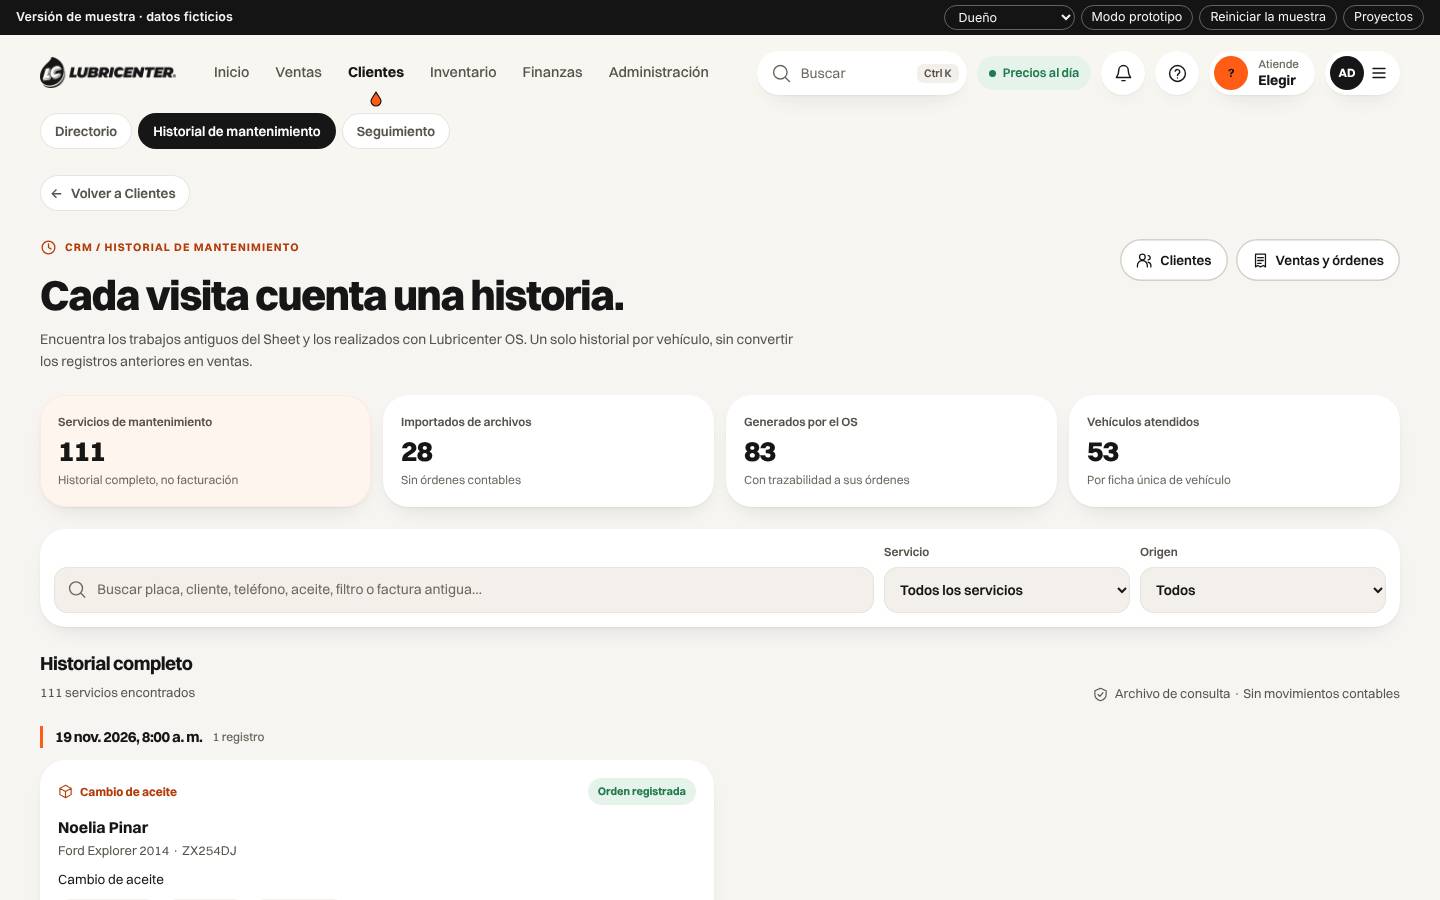 Versión de muestra · datos ficticios
Dueño
Modo prototipo
Reiniciar la muestra
Proyectos
LUBRICENTER.
Inicio
Ventas
Clientes
Inventario
Finanzas
Administración
Buscar
Ctrl K
Precios al día
?
Atiende
Elegir
AD
Directorio
Historial de mantenimiento
Seguimiento
Volver a Clientes
CRM / HISTORIAL DE MANTENIMIENTO
Clientes
Ventas y órdenes
Cada visita cuenta una historia.
Encuentra los trabajos antiguos del Sheet y los realizados con Lubricenter OS. Un solo historial por vehículo, sin convertir
los registros anteriores en ventas.
Servicios de mantenimiento
111
Historial completo, no facturación
Importados de archivos
28
Sin órdenes contables
Generados por el OS
83
Con trazabilidad a sus órdenes
Vehículos atendidos
53
Por ficha única de vehículo
Servicio
Origen
Buscar placa, cliente, teléfono, aceite, filtro o factura antigua...
Todos los servicios
Todos
Historial completo
111 servicios encontrados
Archivo de consulta · Sin movimientos contables
19 nov. 2026, 8:00 a. m.
1 registro
Cambio de aceite
Orden registrada
Noelia Pinar
Ford Explorer 2014 · ZX254DJ
Cambio de aceite